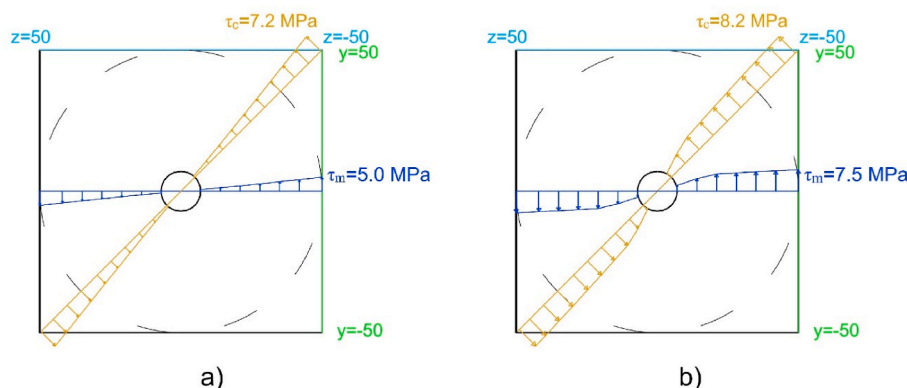 τc=7.2 MPa
z=50
z=-50
y=50
τm=5.0 MPa
y=-50
a)
τc=8.2 MPa
z=50
z=-50
y=50
τm=7.5 MPa
y=-50
b)